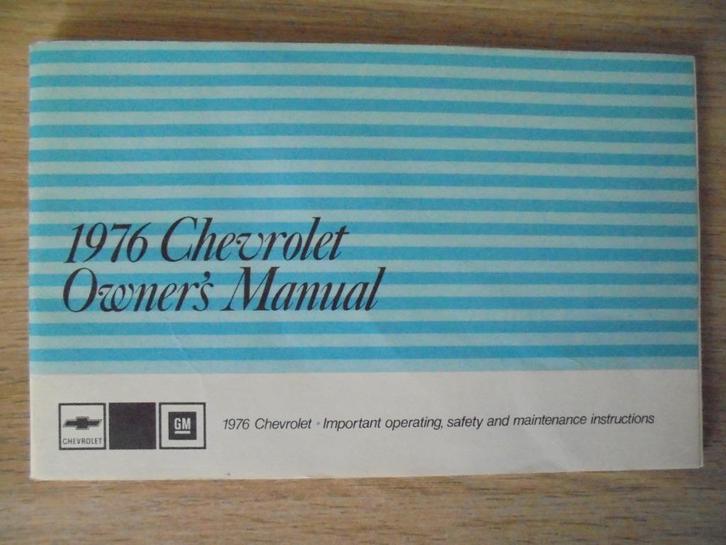 1976 Chevrolet
Owner's Manual
CHEVROLET
GM
1976 Chevrolet • Important operating, safety and maintenance instructions